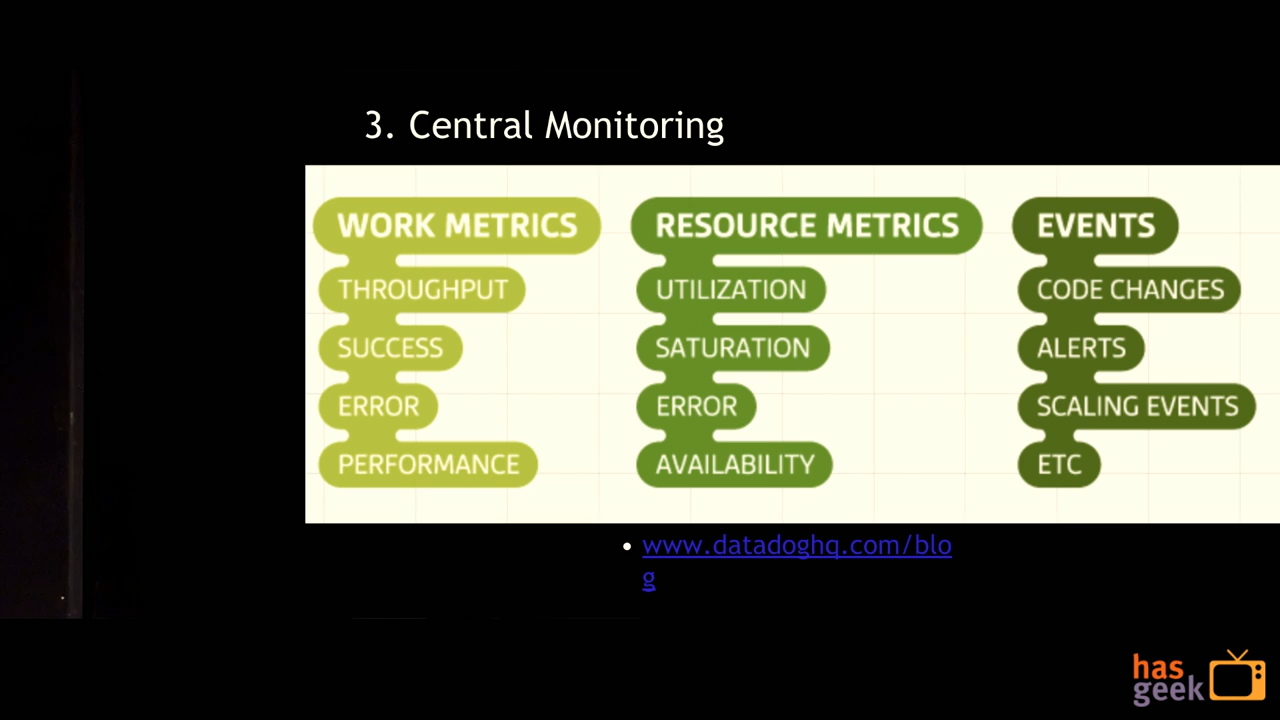 3. Central Monitoring
WORK METRICS
THROUGHPUT
SUCCESS
ERROR
PERFORMANCE
RESOURCE METRICS
UTILIZATION
SATURATION
ERROR
AVAILABILITY
EVENTS
CODE CHANGES
ALERTS
SCALING EVENTS
ETC
• www.datadoghq.com/blo
g
has
geek